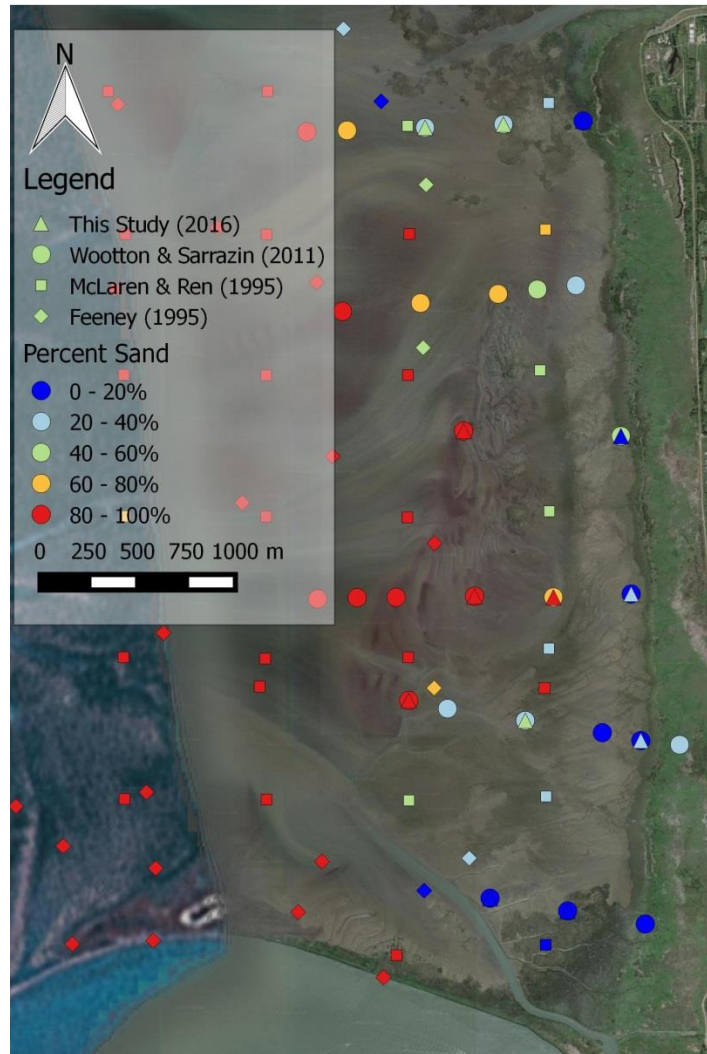 N
Legend
This Study (2016)
Wootton & Sarrazin (2011)
McLaren & Ren (1995)
Feeney (1995)
Percent Sand
0 - 20%
20 - 40%
40 - 60%
60 - 80%
80 - 100%
0 250 500 750 1000 m